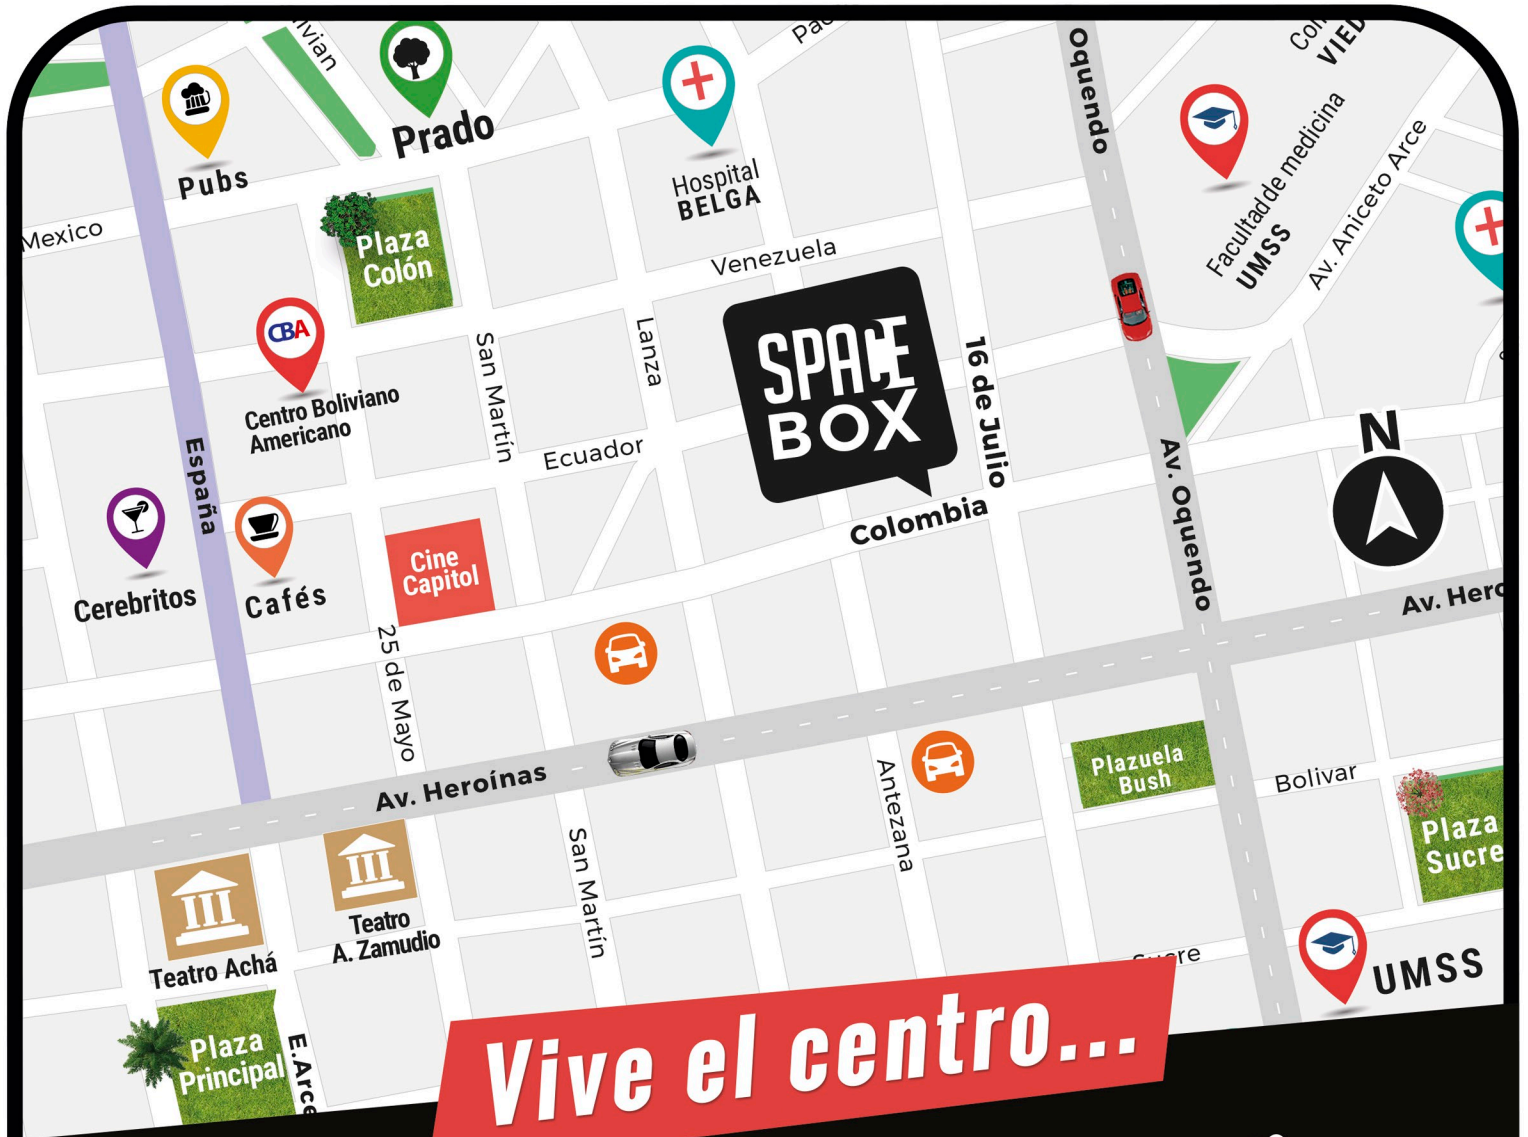 Oquendo
Prado
Pubs
Hospital
BELGA
Facultad de medicina
UMSS
Av. Aniceto Arce
Mexico
Plaza
Colón
Venezuela
CBA
Centro Boliviano
Americano
San Martín
Lanza
SPACE
BOX
16 de Julio
N
España
Ecuador
Colombia
Av. Oquendo
Cine
Capitol
Cerebritos
Cafés
25 de Mayo
Av. Heroínas
Plazuela
Bush
Bolivar
Plaza
Sucre
Antezana
San Martín
Teatro
A. Zamudio
Teatro Achá
Sucre
UMSS
Plaza
Principal
E.Arce
Vive el centro...